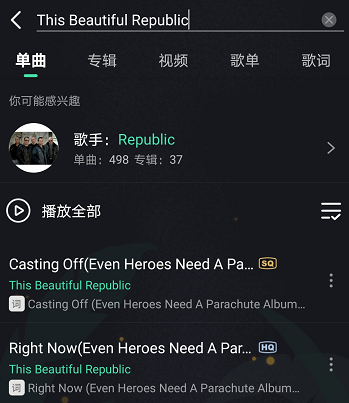 This Beautiful Republic
单曲 专辑 视频 歌单 歌词
你可能感兴趣
歌手：Republic
单曲：498 专辑：37
播放全部
Casting Off(Even Heroes Need A Pa... SQ
This Beautiful Republic
词 Casting Off (Even Heroes Need A Parachute Album...
Right Now(Even Heroes Need A Par... HQ
This Beautiful Republic
词 Right Now (Even Heroes Need A Parachute Album...